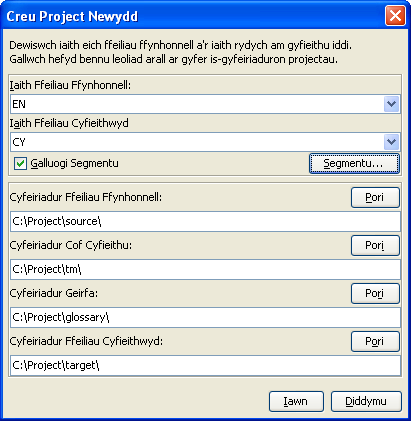 Creu Project Newydd
Dewiswch iaith eich ffeiliau ffynhonnell a'r iaith rydych am gyfieithu iddi.
Gallwch hefyd bennu leoliad arall ar gyfer is-gyfeiriaduron projectau.
Iaith Ffeiliau Ffynhonnell:
EN
Iaith Ffeiliau Cyfieithwyd
CY
Galluogi Segmentu
Segmentu...
Cyfeiriadur Ffeiliau Ffynhonnell:
Pori
C:\Project\source\
Cyfeiriadur Cof Cyfieithu:
Pori
C:\Project\tm\
Cyfeiriadur Geirfa:
Pori
C:\Project\glossary\
Cyfeiriadur Ffeiliau Cyfieithwyd:
Pori
C:\Project\target\
Iawn
Diddymu